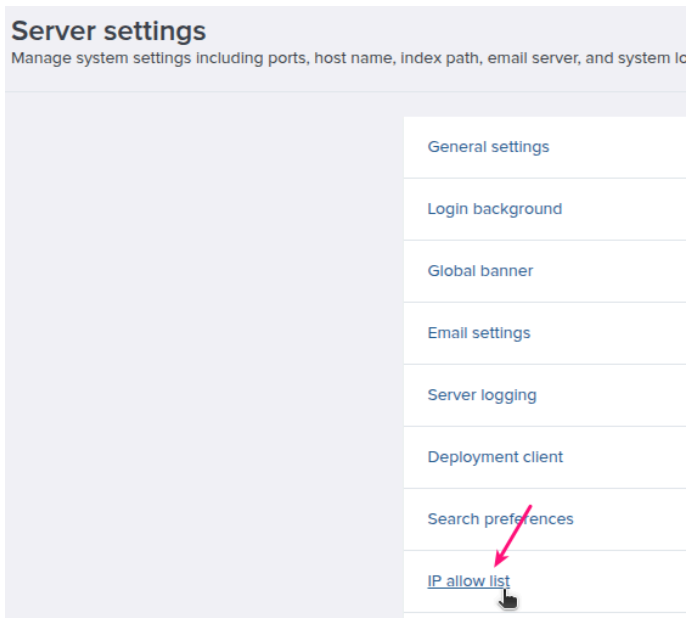 Server settings
Manage system settings including ports, host name, index path, email server, and system lo
General settings
Login background
Global banner
Email settings
Server logging
Deployment client
Search preferences
IP allow list